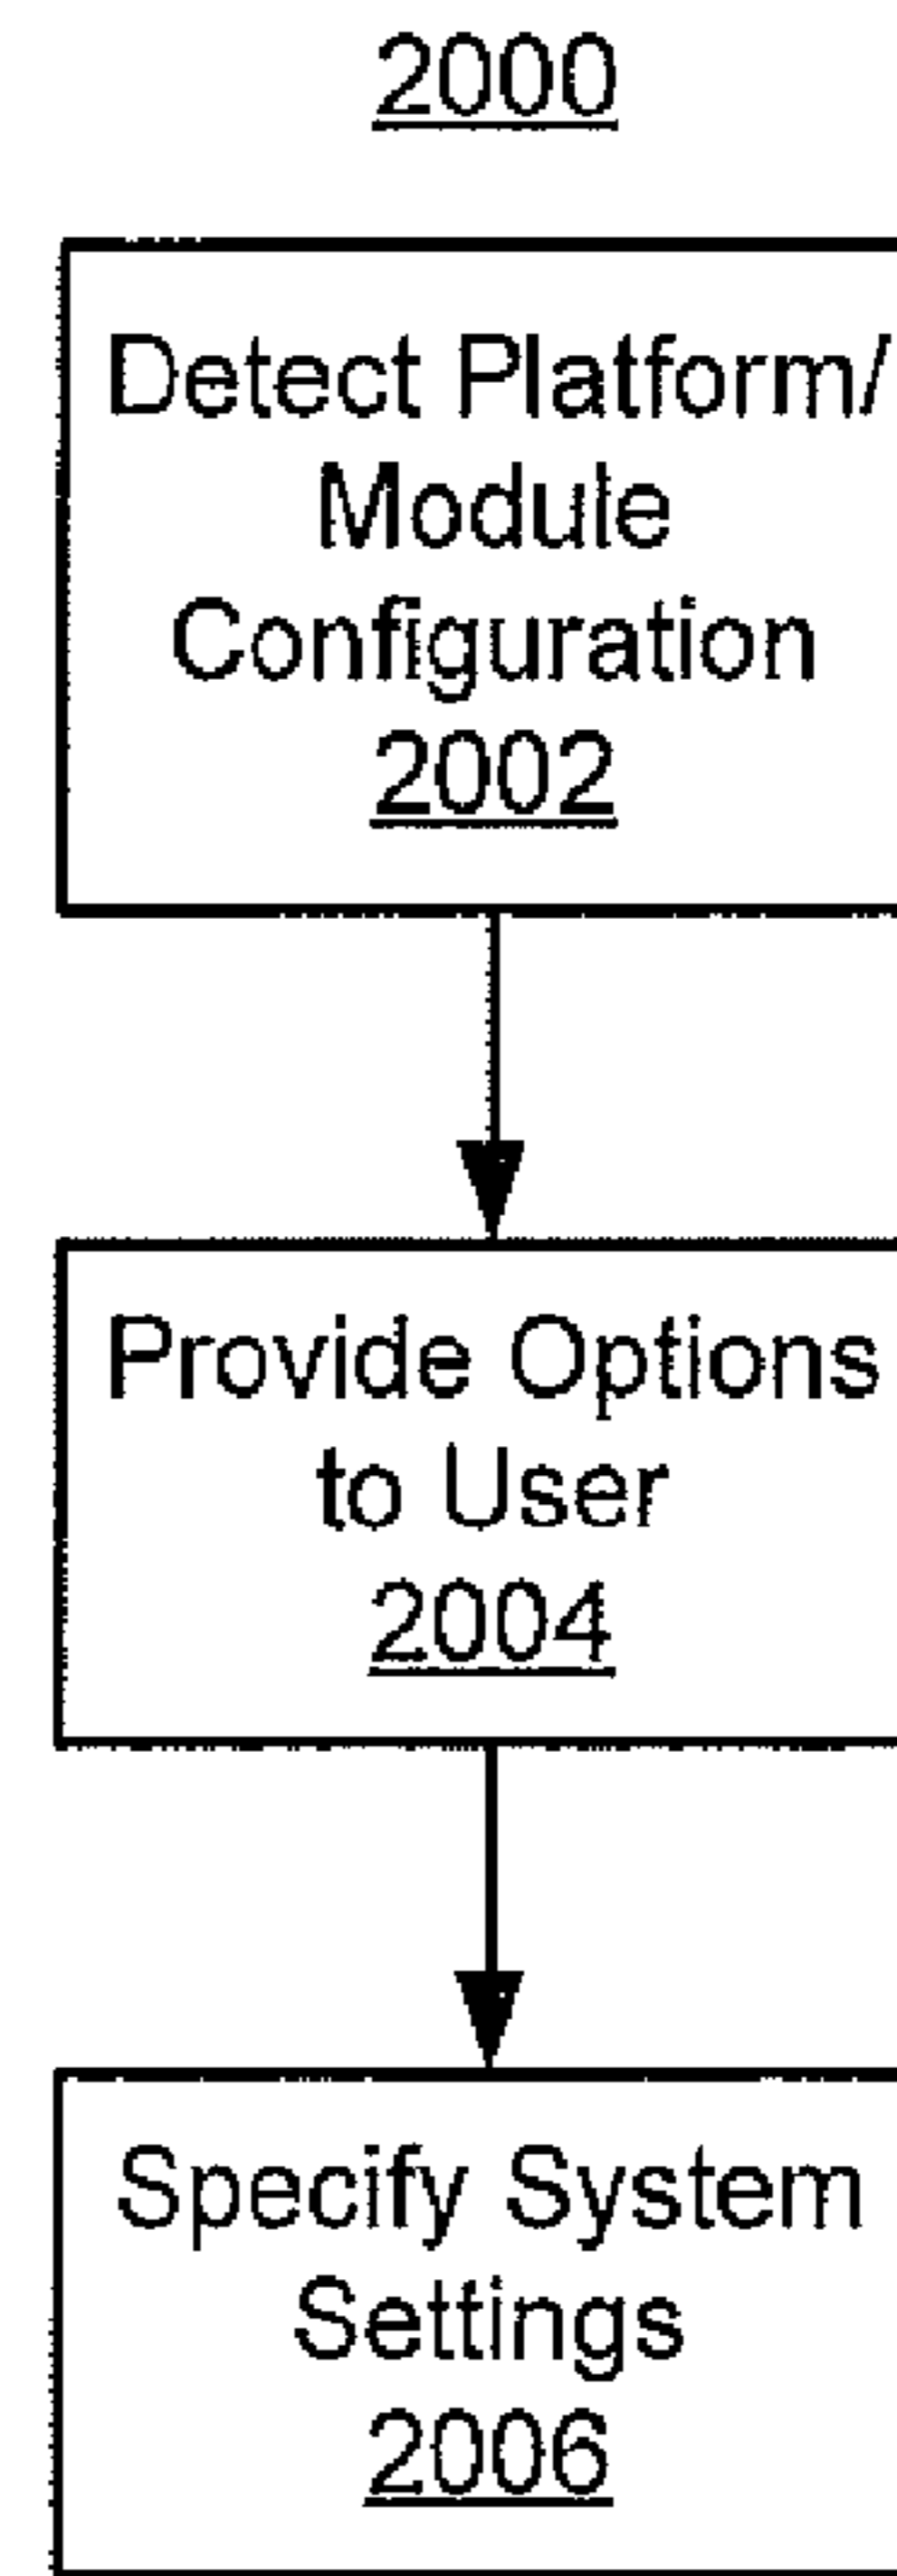 2000
Detect Platform/
Module
Configuration
2002
Provide Options
to User
2004
Specify System
Settings
2006